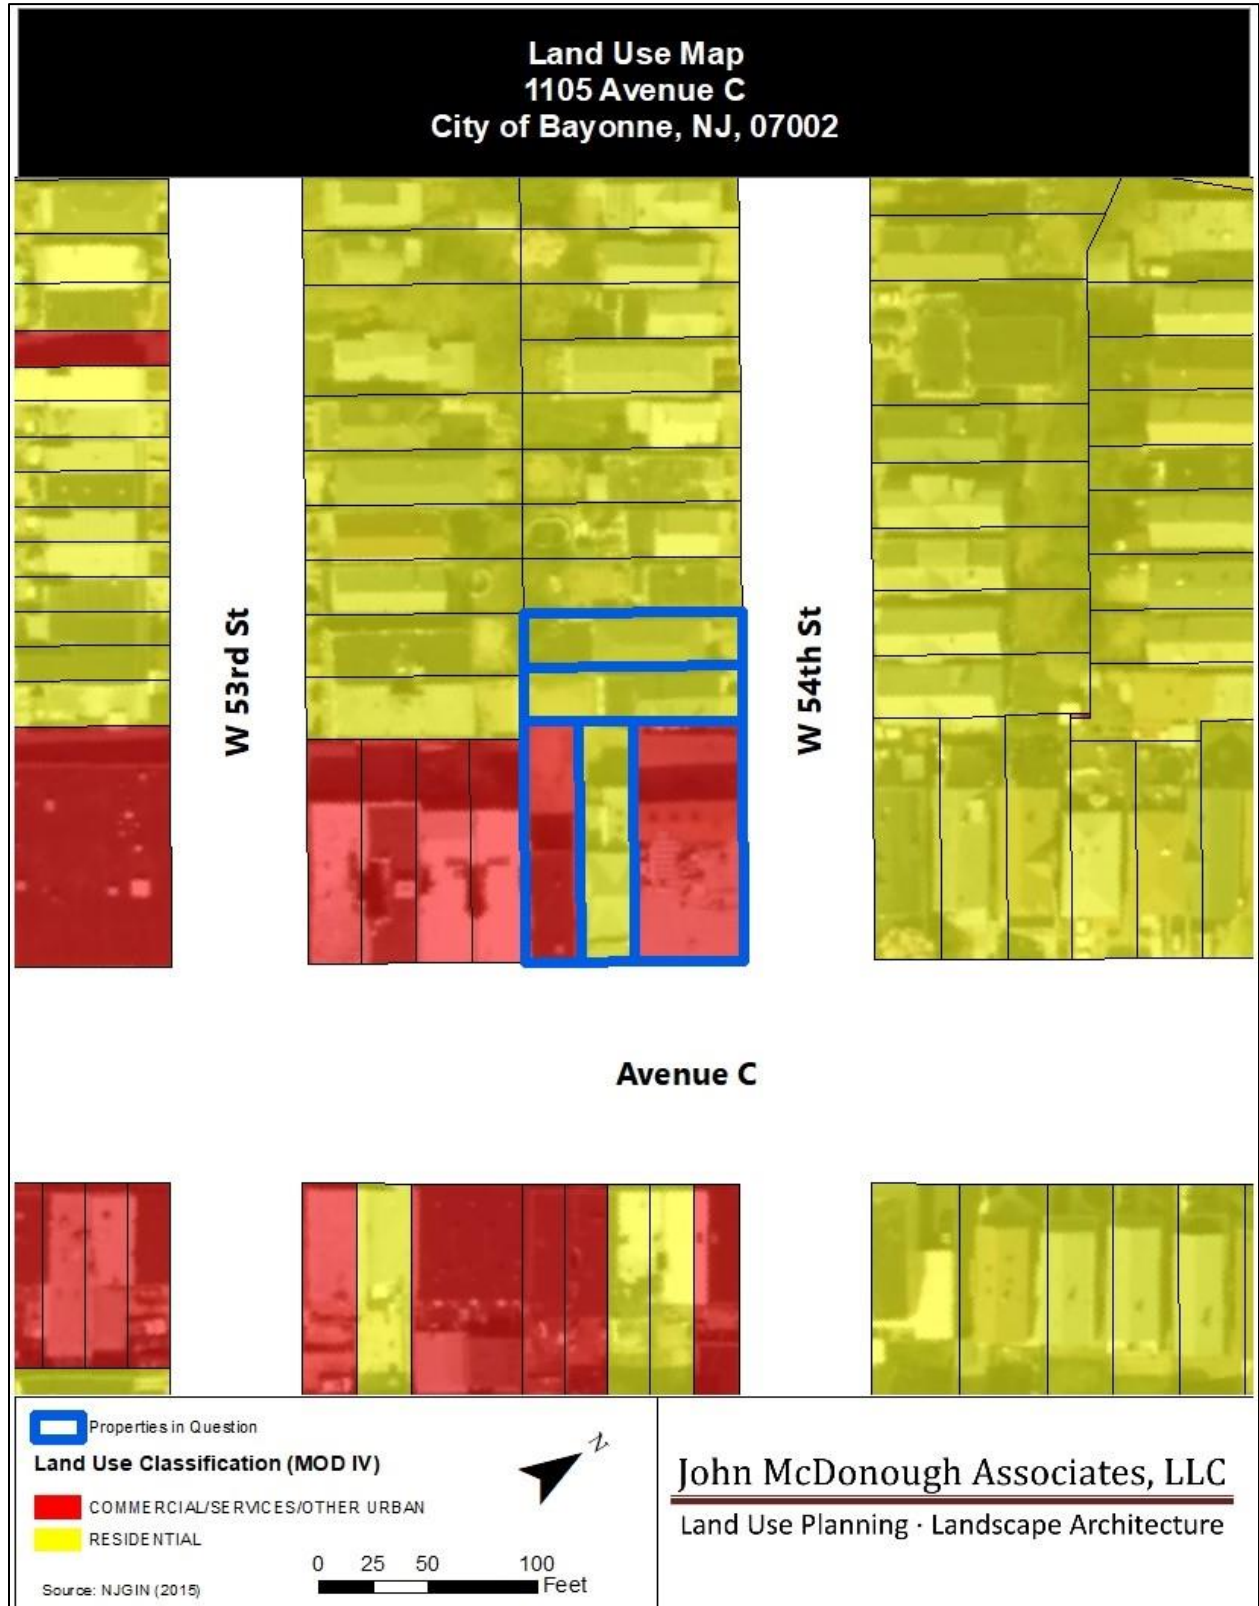 Land Use Map
1105 Avenue C
City of Bayonne, NJ, 07002
W 53rd St
W 54th St
Avenue C
Properties in Question
Land Use Classification (MOD IV)
COMMERCIAL/SERVICES/OTHER URBAN
RESIDENTIAL
Source: NJGIN (2015)
N
0 25 50 100
Feet
John McDonough Associates, LLC
Land Use Planning · Landscape Architecture